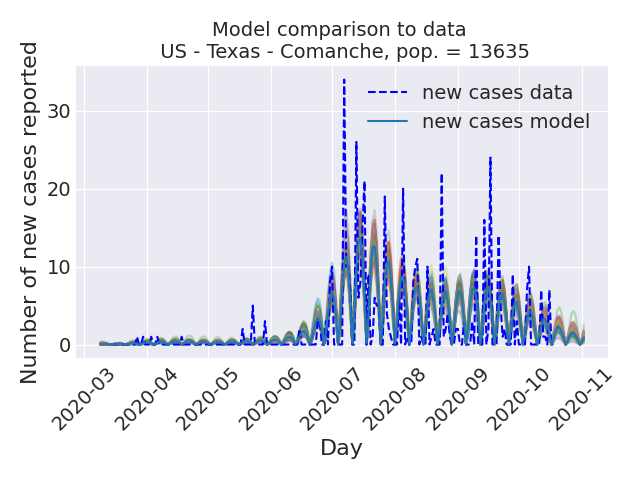 Model comparison to data
US - Texas - Comanche, pop. = 13635
Number of new cases reported
30
20
10
0
new cases data
new cases model
2020-03
2020-04
2020-05
2020-06
2020-07
2020-08
2020-09
2020-10
2020-11
Day